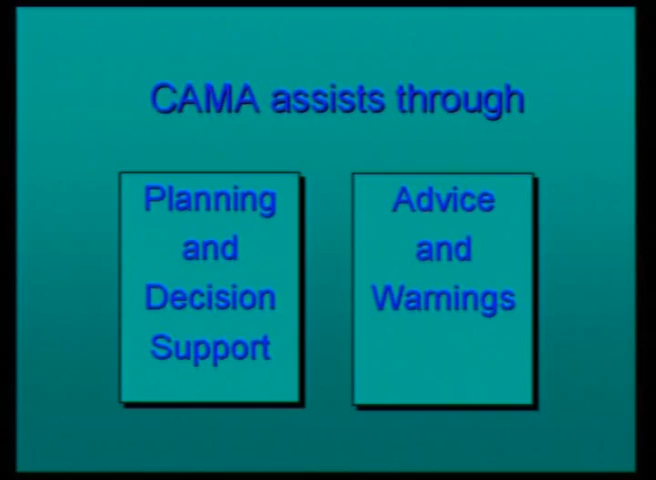 CAMA assists through
Planning
and
Decision
Support
Advice
and
Warnings